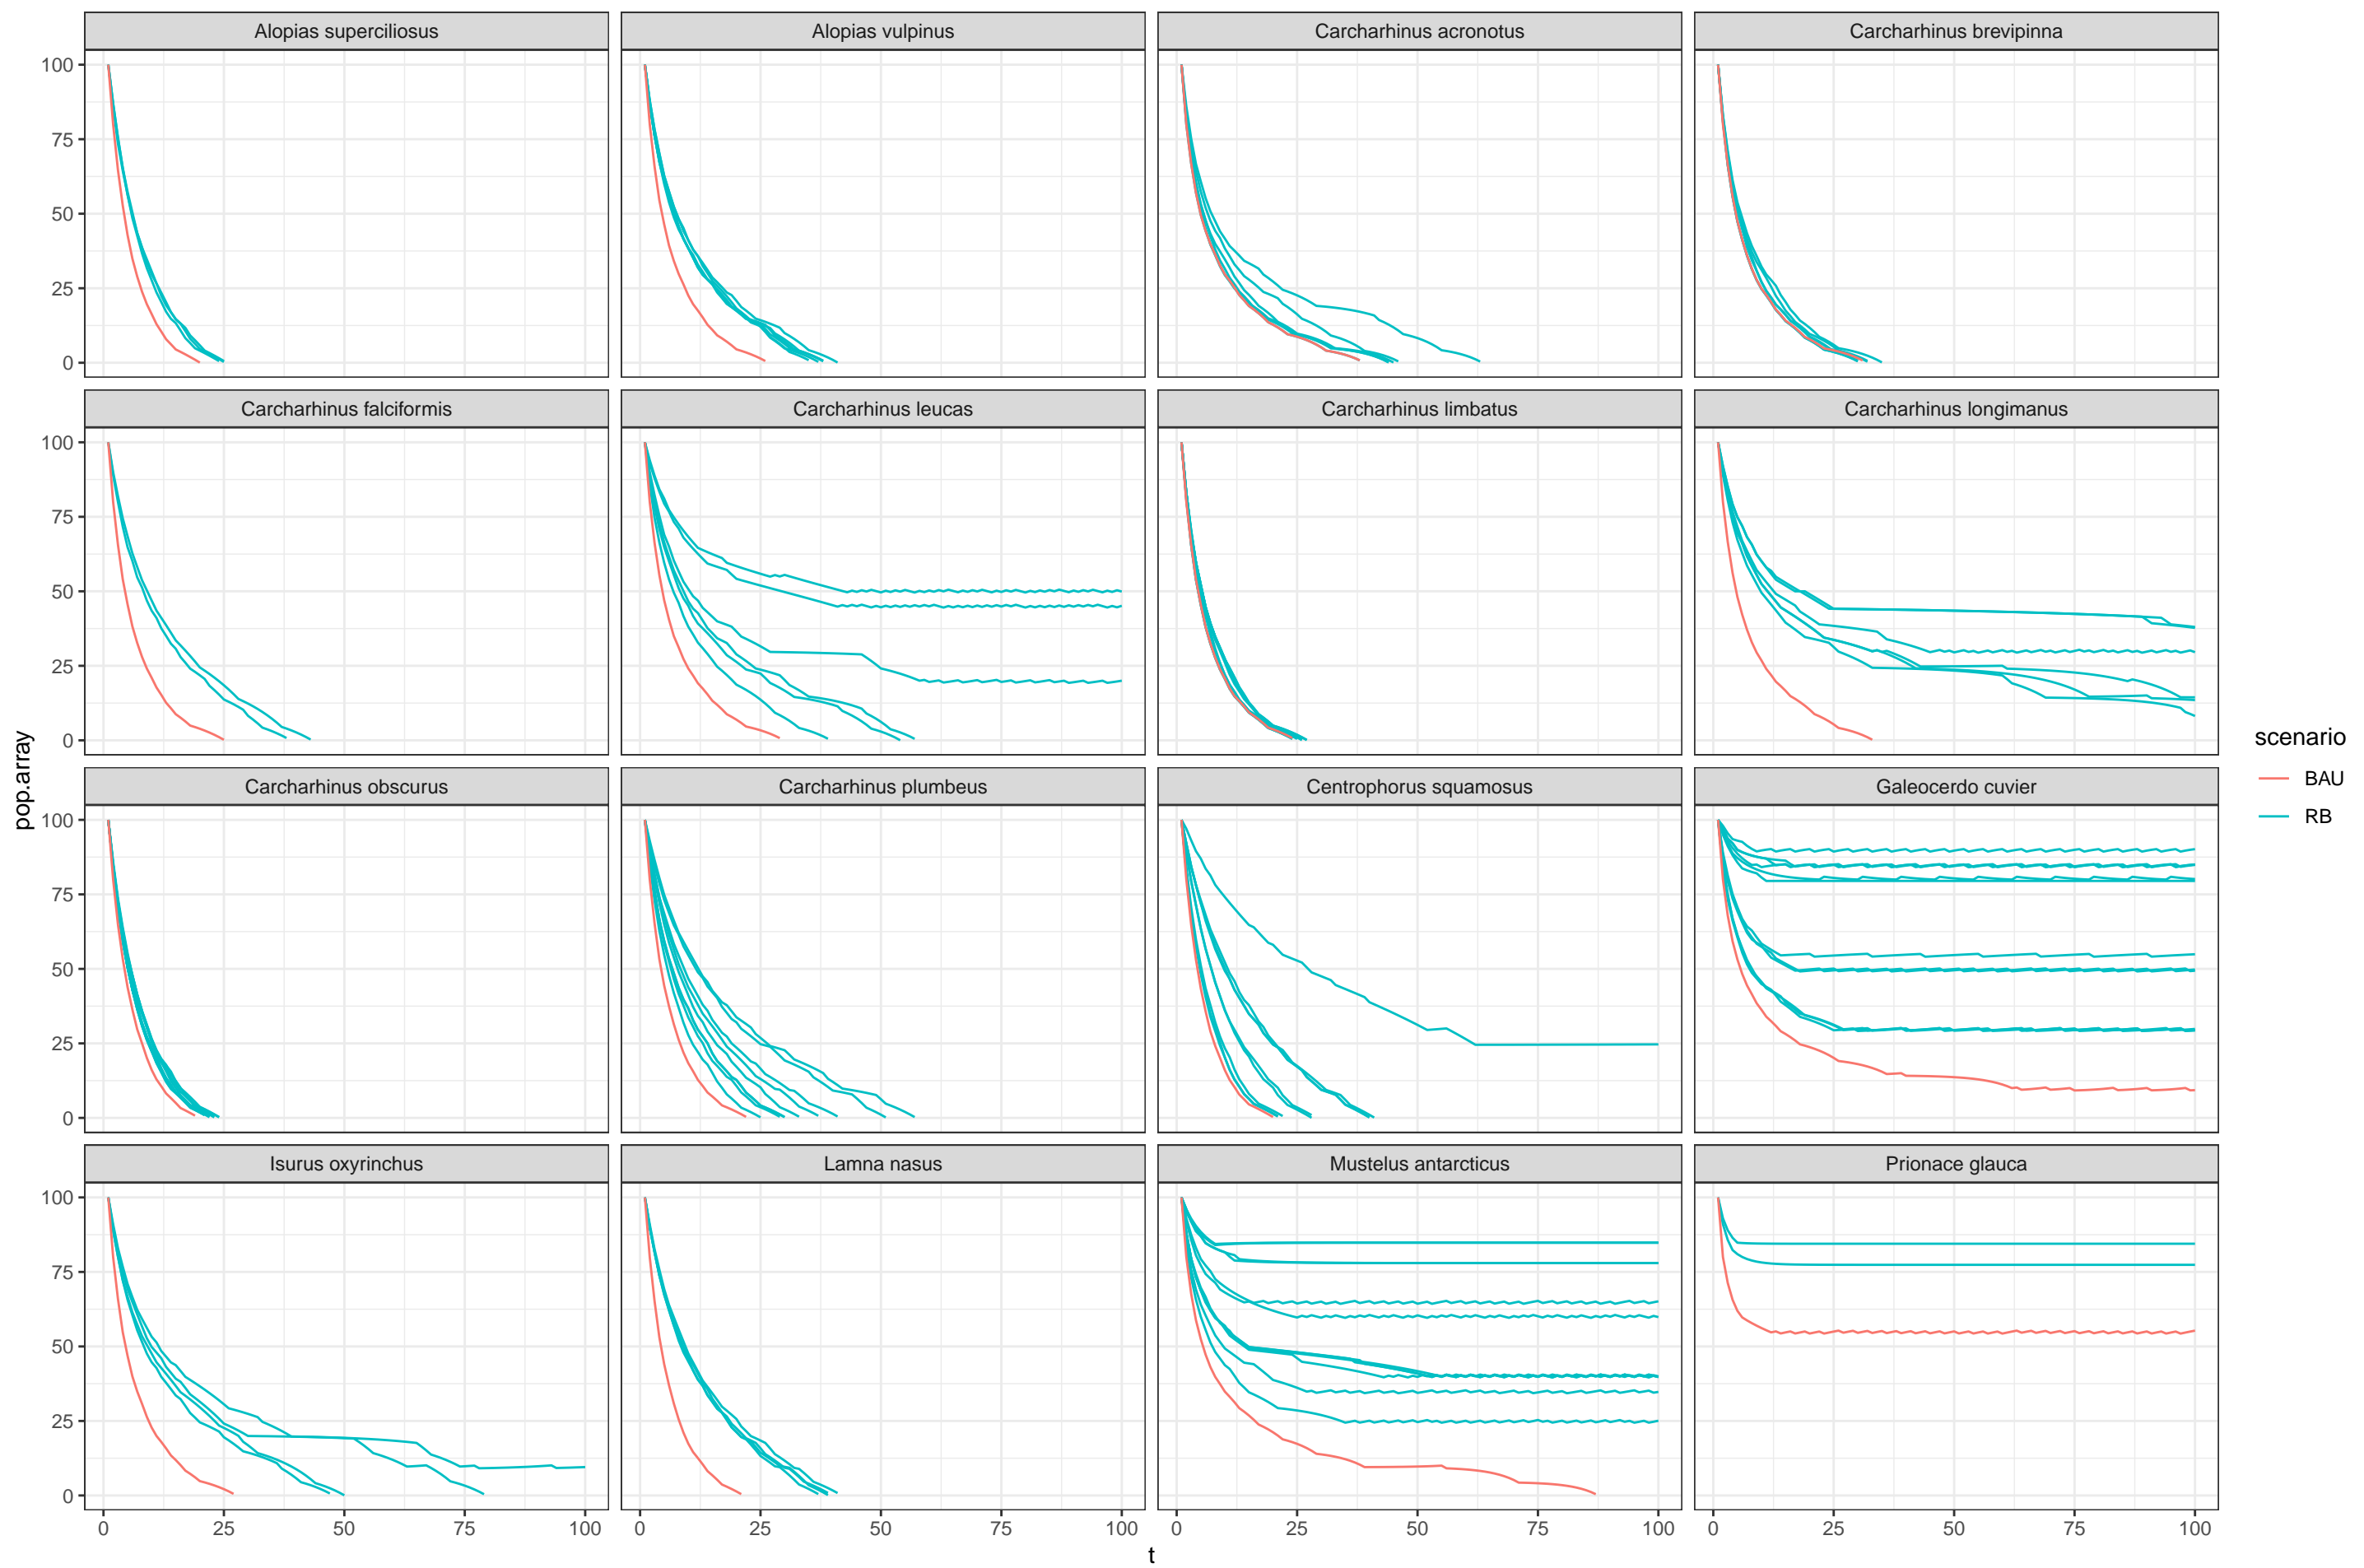 Alopias superciliosus
Alopias vulpinus
Carcharhinus acronotus
Carcharhinus brevipinna
100
75
50
25
0
Carcharhinus falciformis
Carcharhinus leucas
Carcharhinus limbatus
Carcharhinus longimanus
100
75
50
25
0
Carcharhinus obscurus
Carcharhinus plumbeus
Centrophorus squamosus
Galeocerdo cuvier
100
75
50
25
0
Isurus oxyrinchus
Lamna nasus
Mustelus antarcticus
Prionace glauca
100
75
50
25
0
0 25 50 75 100
0 25 50 75 100
0 25 50 75 100
0 25 50 75 100
t
pop.array
scenario
BAU
RB